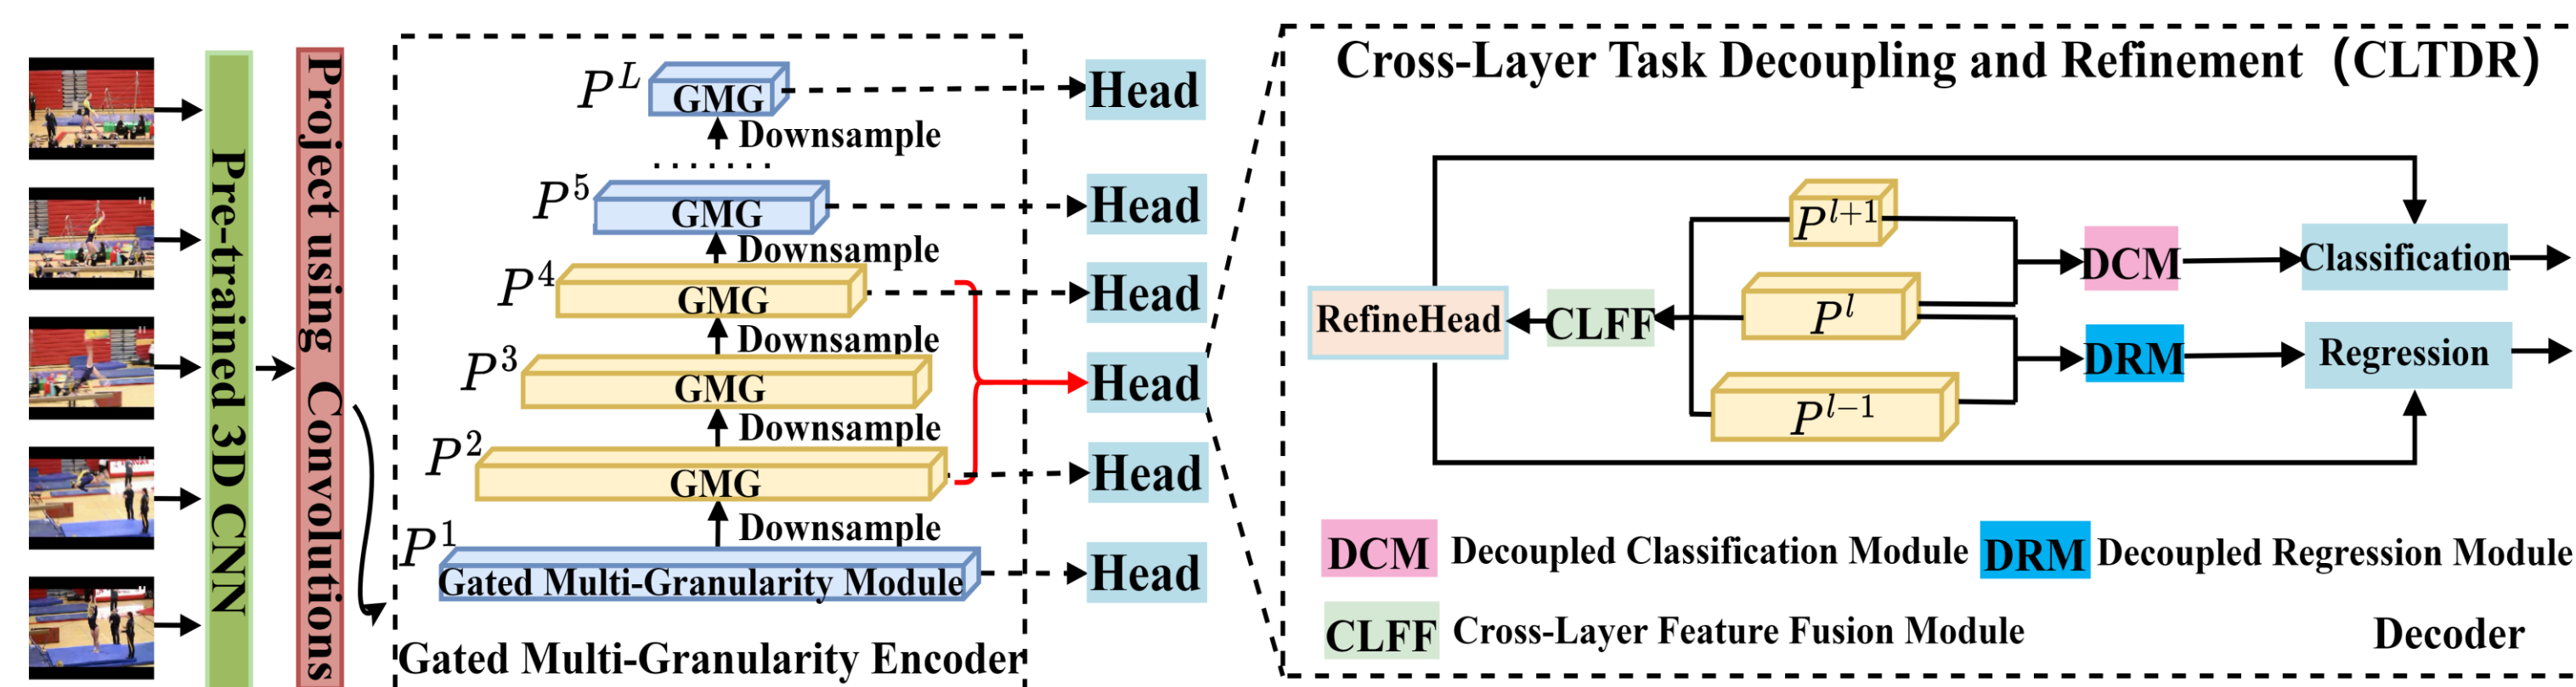 Pre-trained 3D CNN
Project using Convolutions
P^L
GMG
Downsample
.......
P^5
GMG
Downsample
P^4
GMG
Downsample
P^3
GMG
Downsample
P^2
GMG
Downsample
P^1
Gated Multi-Granularity Module
Gated Multi-Granularity Encoder
Head
Head
Head
Head
Head
Head
Cross-Layer Task Decoupling and Refinement (CLTDR)
RefineHead
CLFF
P^{l+1}
P^l
P^{l-1}
DCM
DRM
Classification
Regression
DCM Decoupled Classification Module
DRM Decoupled Regression Module
CLFF Cross-Layer Feature Fusion Module
Decoder